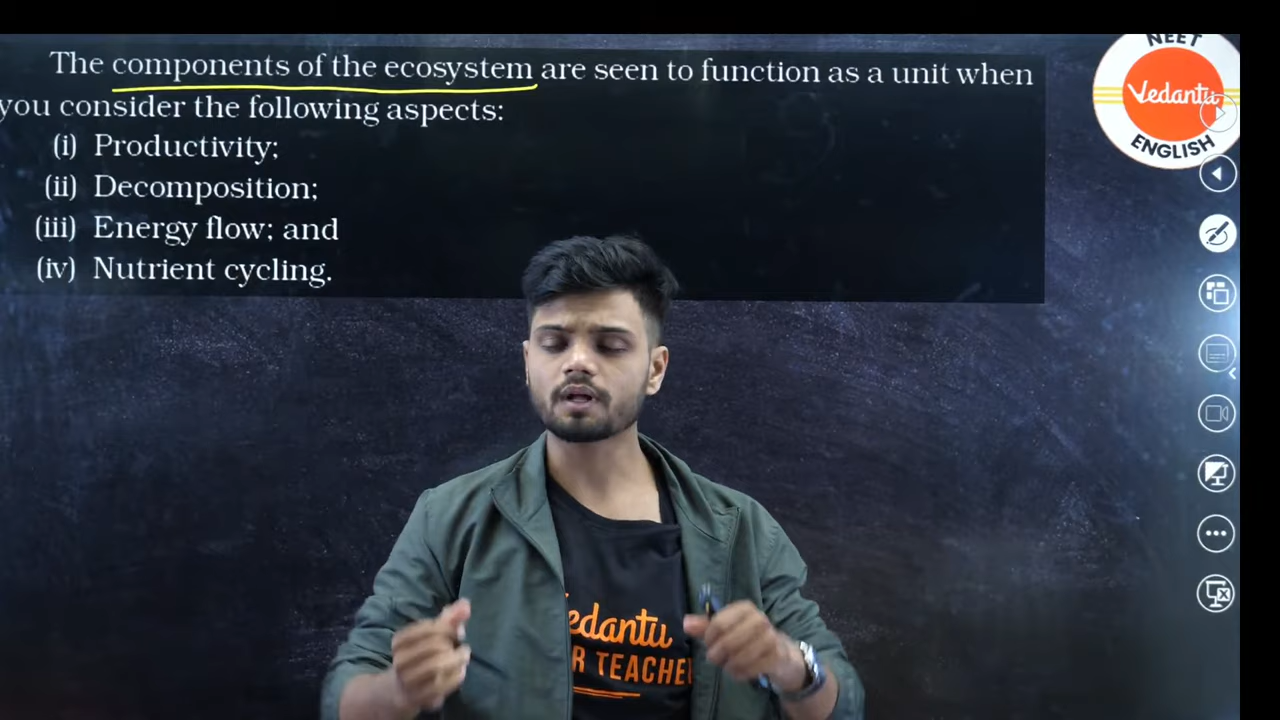 The components of the ecosystem are seen to function as a unit when
you consider the following aspects:
(i) Productivity;
(ii) Decomposition;
(iii) Energy flow; and
(iv) Nutrient cycling.
NEET
Vedantu
ENGLISH
edantu
R TEACHE